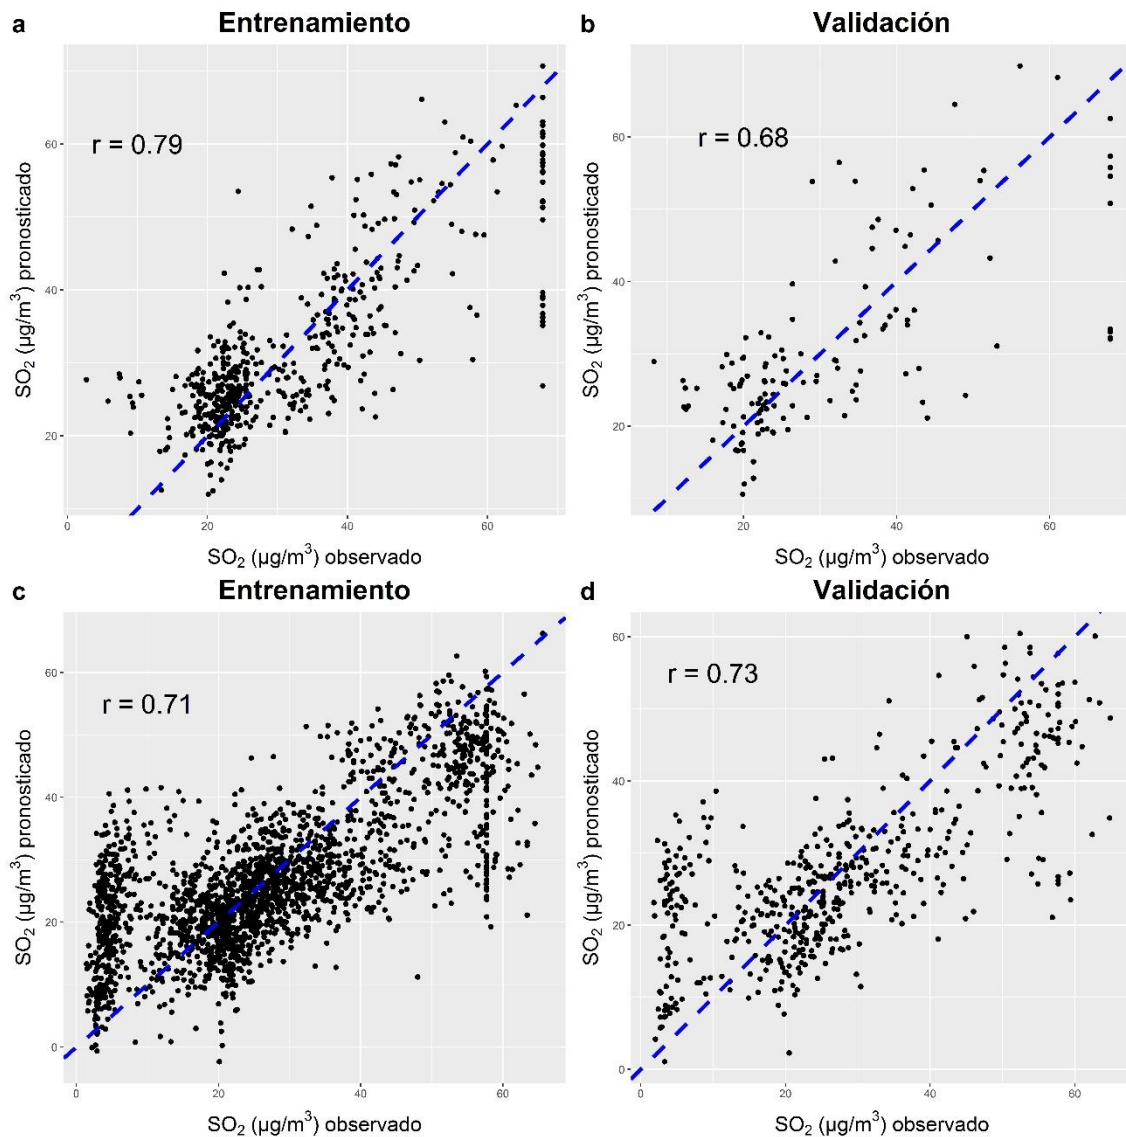 a Entrenamiento
r = 0.79
60
40
20
0 20 40 60
SO₂ (µg/m³) pronosticado
SO₂ (µg/m³) observado
b Validación
r = 0.68
60
40
20
20 40 60
SO₂ (µg/m³) pronosticado
SO₂ (µg/m³) observado
c Entrenamiento
r = 0.71
60
40
20
0
0 20 40 60
SO₂ (µg/m³) pronosticado
SO₂ (µg/m³) observado
d Validación
r = 0.73
60
40
20
0
0 20 40 60
SO₂ (µg/m³) pronosticado
SO₂ (µg/m³) observado